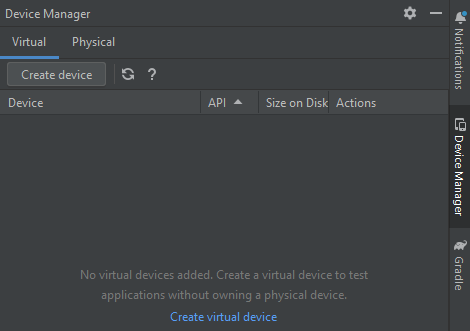 Device Manager
Virtual Physical
Create device ?
Device API Size on Disk Actions
No virtual devices added. Create a virtual device to test
applications without owning a physical device.
Create virtual device
Notifications
Device Manager
Gradle